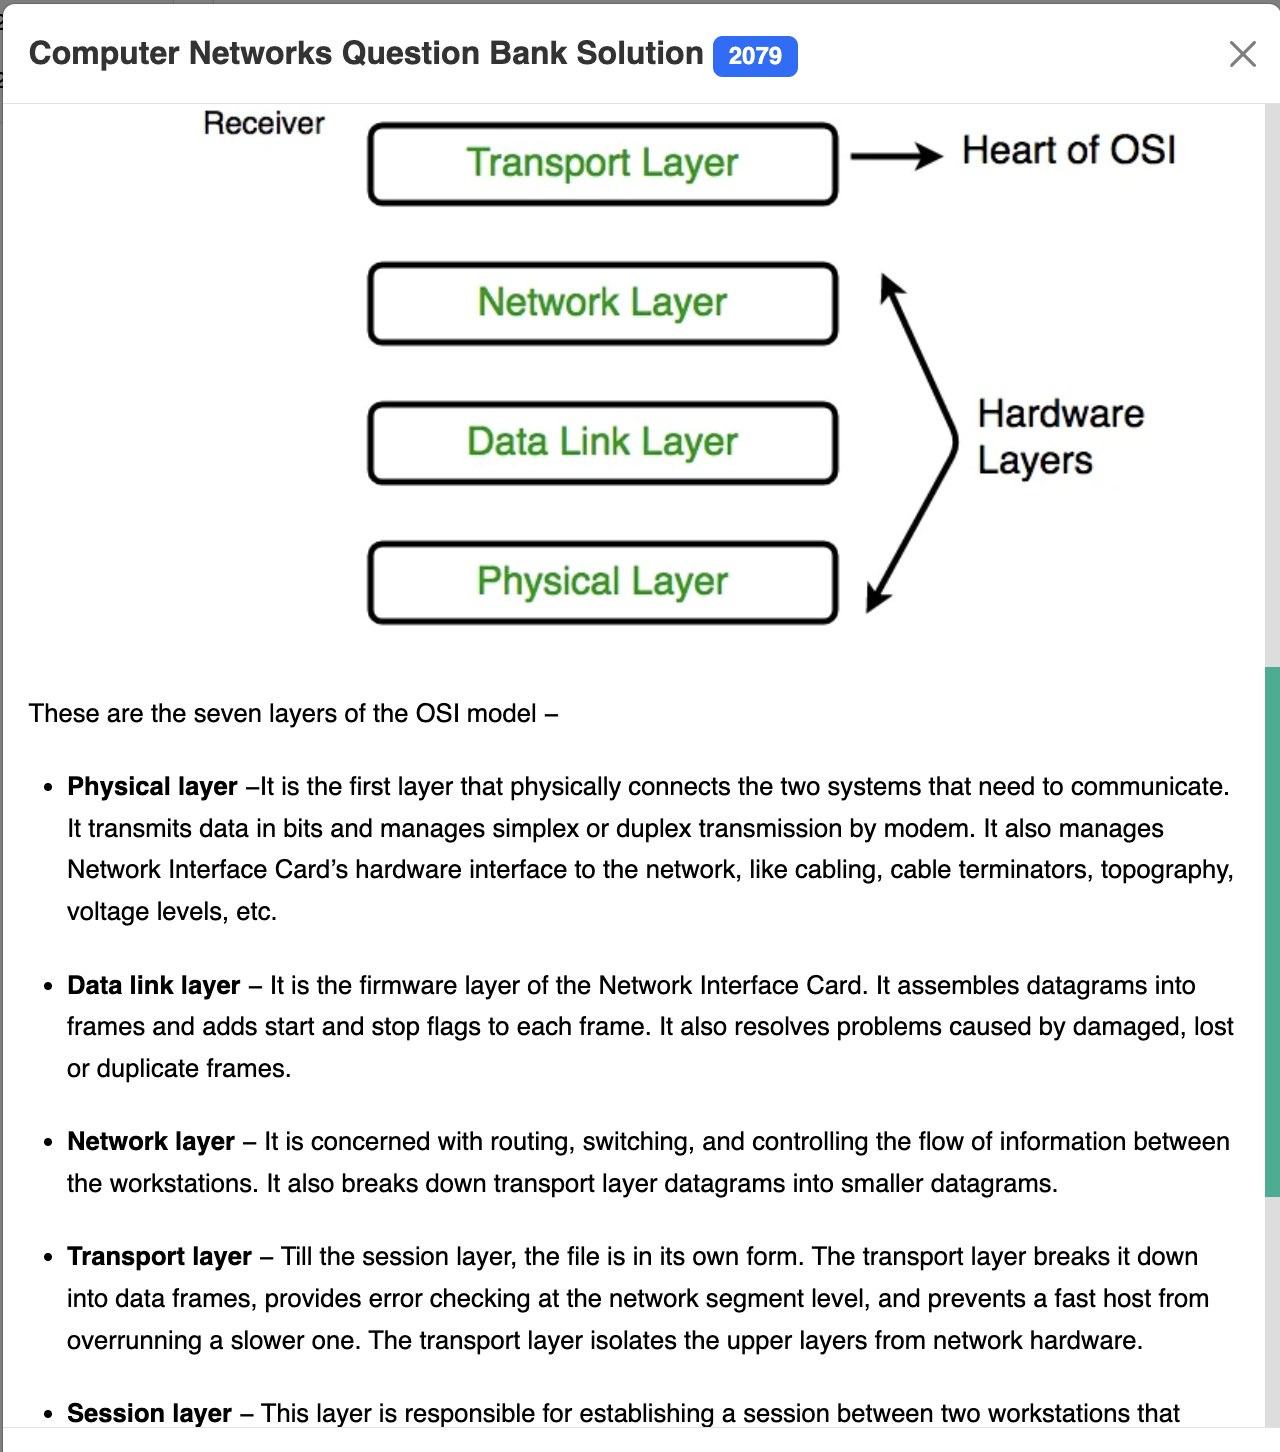 Computer Networks Question Bank Solution 2079
Receiver
Transport Layer
Heart of OSI
Network Layer
Data Link Layer
Hardware
Layers
Physical Layer
These are the seven layers of the OSI model –
• Physical layer –It is the first layer that physically connects the two systems that need to communicate.
It transmits data in bits and manages simplex or duplex transmission by modem. It also manages
Network Interface Card’s hardware interface to the network, like cabling, cable terminators, topography,
voltage levels, etc.
• Data link layer – It is the firmware layer of the Network Interface Card. It assembles datagrams into
frames and adds start and stop flags to each frame. It also resolves problems caused by damaged, lost
or duplicate frames.
• Network layer – It is concerned with routing, switching, and controlling the flow of information between
the workstations. It also breaks down transport layer datagrams into smaller datagrams.
• Transport layer – Till the session layer, the file is in its own form. The transport layer breaks it down
into data frames, provides error checking at the network segment level, and prevents a fast host from
overrunning a slower one. The transport layer isolates the upper layers from network hardware.
• Session layer – This layer is responsible for establishing a session between two workstations that